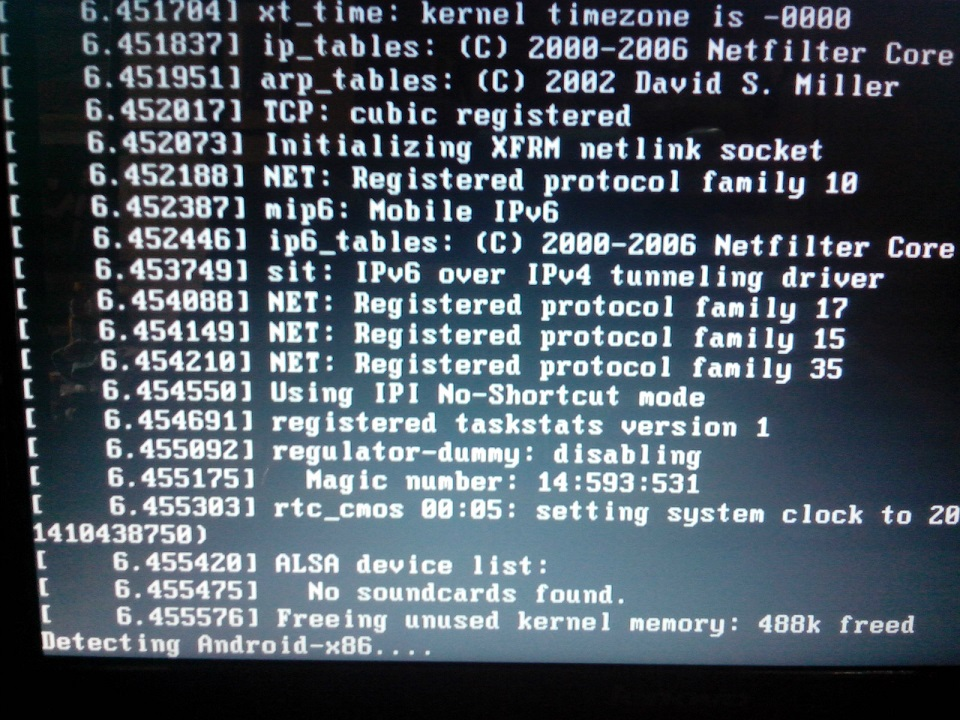 [    6.451704] xt_time: kernel timezone is -0000
[    6.451837] ip_tables: (C) 2000-2006 Netfilter Core
[    6.451951] arp_tables: (C) 2002 David S. Miller
[    6.452017] TCP: cubic registered
[    6.452073] Initializing XFRM netlink socket
[    6.452188] NET: Registered protocol family 10
[    6.452387] mip6: Mobile IPv6
[    6.452446] ip6_tables: (C) 2000-2006 Netfilter Core
[    6.453749] sit: IPv6 over IPv4 tunneling driver
[    6.454088] NET: Registered protocol family 17
[    6.454149] NET: Registered protocol family 15
[    6.454210] NET: Registered protocol family 35
[    6.454550] Using IPI No-Shortcut mode
[    6.454691] registered taskstats version 1
[    6.455092] regulator-dummy: disabling
[    6.455175]   Magic number: 14:593:531
[    6.455303] rtc_cmos 00:05: setting system clock to 20
1410438750)
[    6.455420] ALSA device list:
[    6.455475]   No soundcards found.
[    6.455576] Freeing unused kernel memory: 488k freed
Detecting Android-x86....